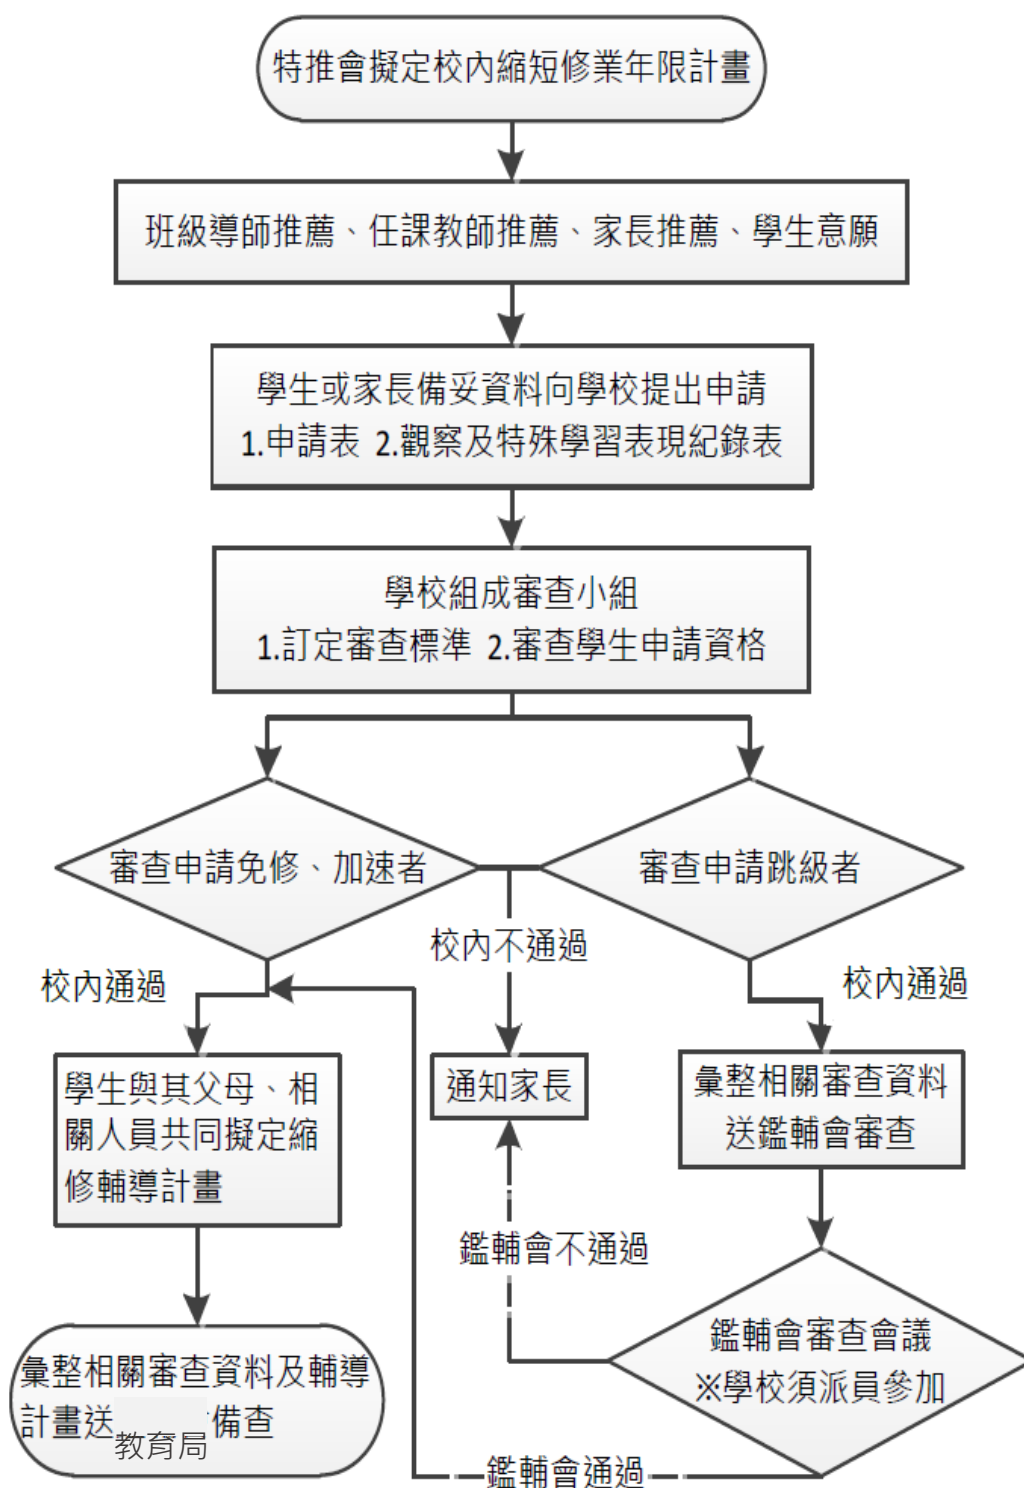 特推會擬定校內縮短修業年限計畫
班級導師推薦、任課教師推薦、家長推薦、學生意願
學生或家長備妥資料向學校提出申請
1.申請表 2.觀察及特殊學習表現紀錄表
學校組成審查小組
1.訂定審查標準 2.審查學生申請資格
審查申請免修、加速者
審查申請跳級者
校內不通過
校內通過
校內通過
學生與其父母、相
關人員共同擬定縮
修輔導計畫
通知家長
彙整相關審查資料
送鑑輔會審查
鑑輔會不通過
鑑輔會審查會議
※學校須派員參加
彙整相關審查資料及輔導
計畫送教育局備查
鑑輔會通過